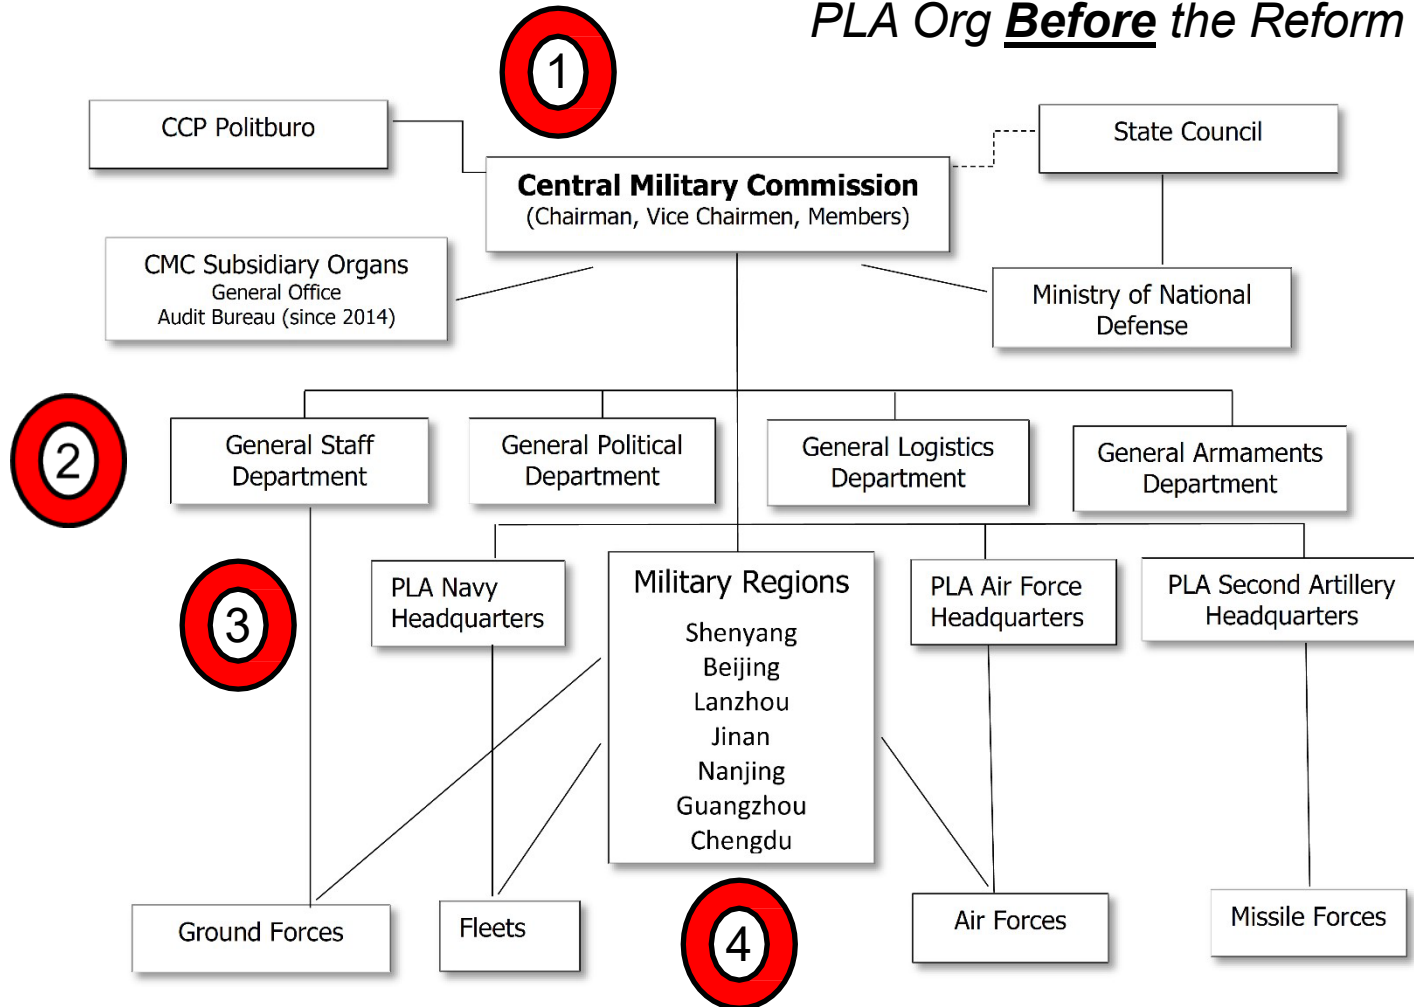 PLA Org Before the Reform
1
CCP Politburo
State Council
Central Military Commission
(Chairman, Vice Chairmen, Members)
CMC Subsidiary Organs
General Office
Audit Bureau (since 2014)
Ministry of National
Defense
2
General Staff
Department
General Political
Department
General Logistics
Department
General Armaments
Department
3
PLA Navy
Headquarters
Military Regions
Shenyang
Beijing
Lanzhou
Jinan
Nanjing
Guangzhou
Chengdu
PLA Air Force
Headquarters
PLA Second Artillery
Headquarters
Ground Forces
Fleets
4
Air Forces
Missile Forces